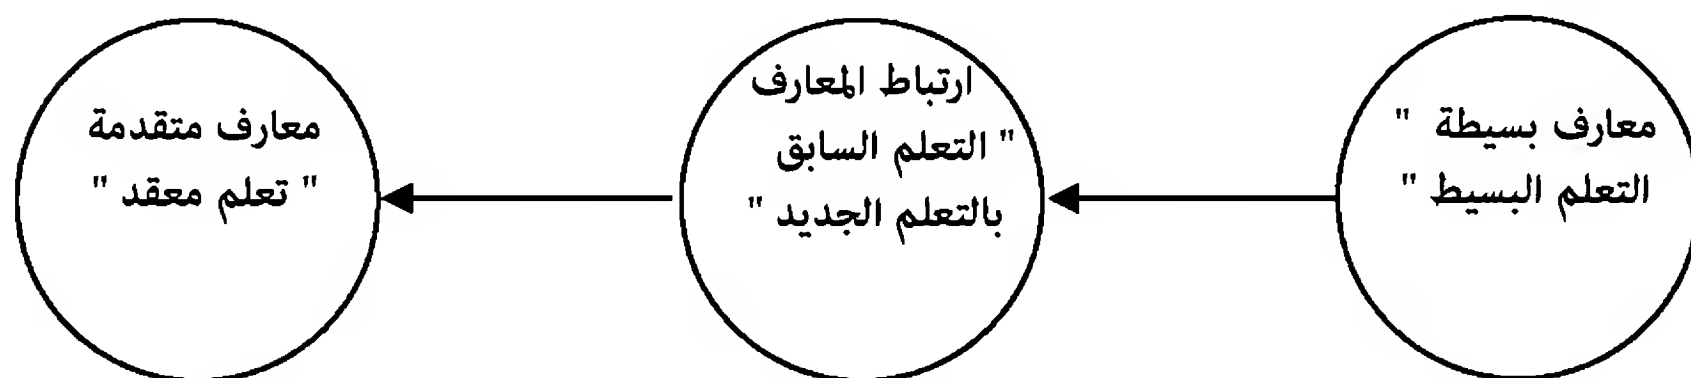 معارف بسيطة "
التعلم البسيط "
ارتباط المعارف
" التعلم السابق
بالتعلم الجديد "
معارف متقدمة
" تعلم معقد "